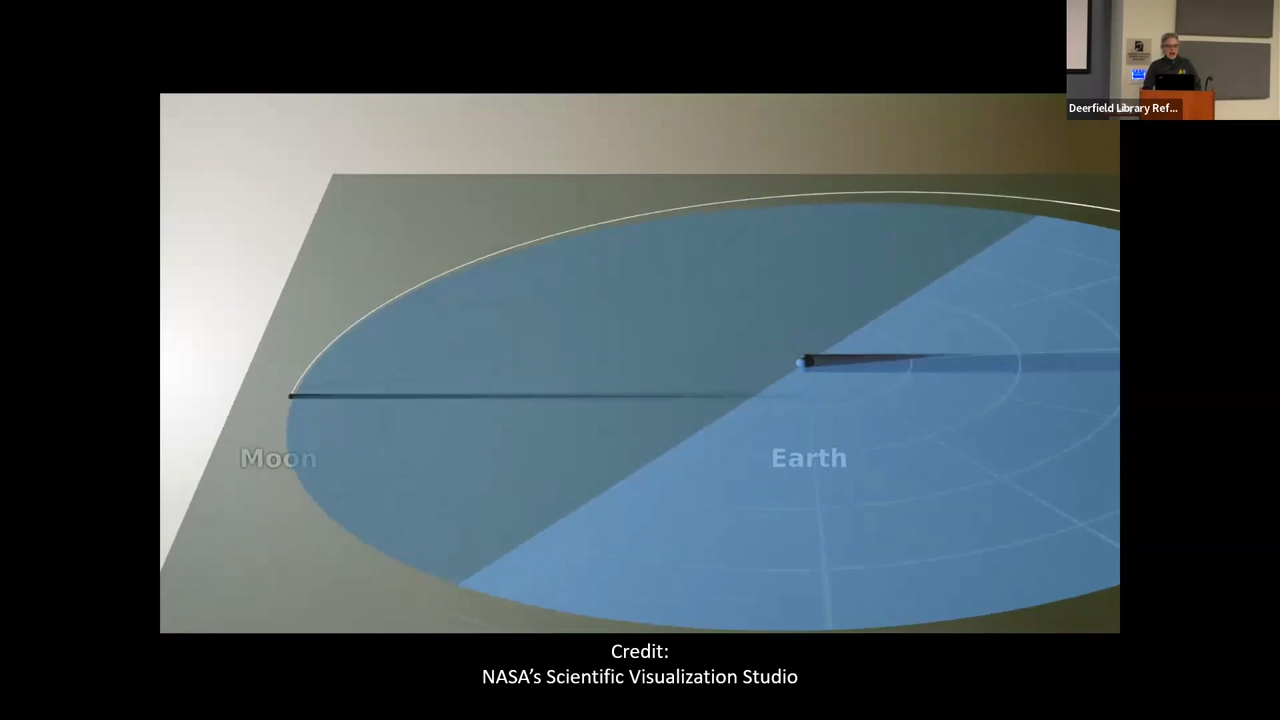 Deerfield Library Ref...
Moon
Earth
Credit:
NASA's Scientific Visualization Studio